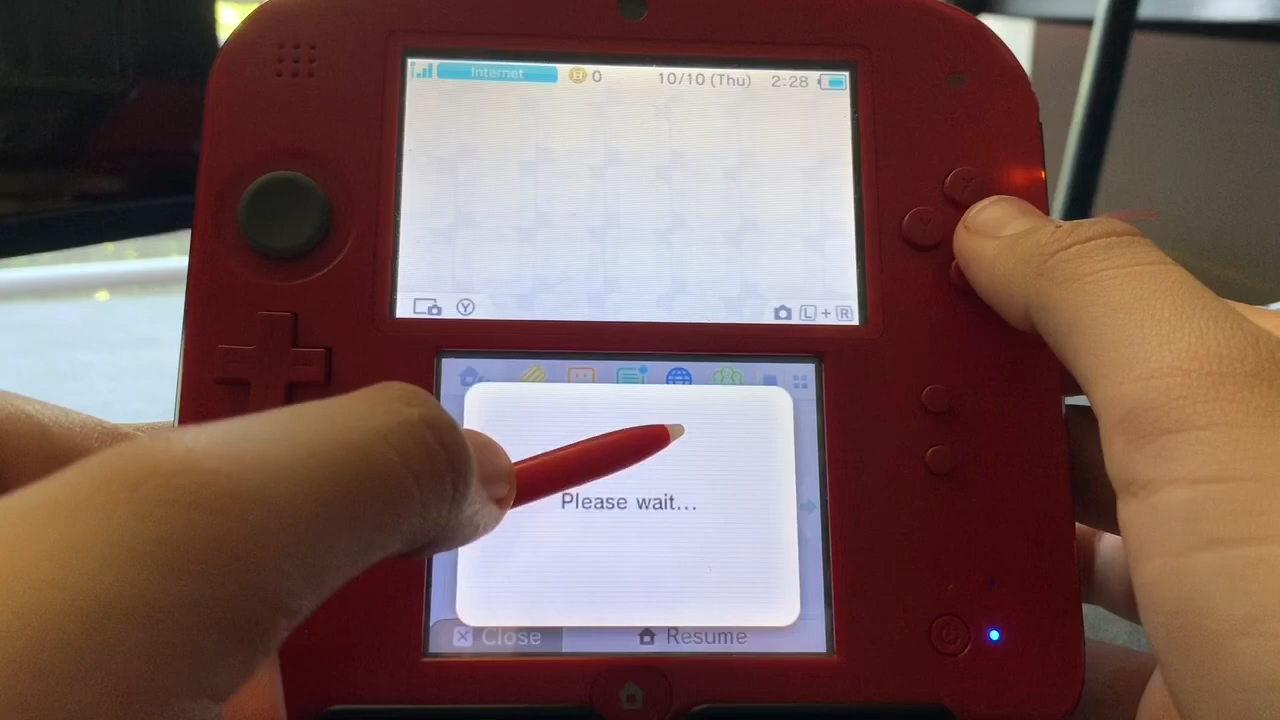 Internet 0 10/10 (Thu) 2:28
Y L + R
X
Y
Please wait...
X Close Resume